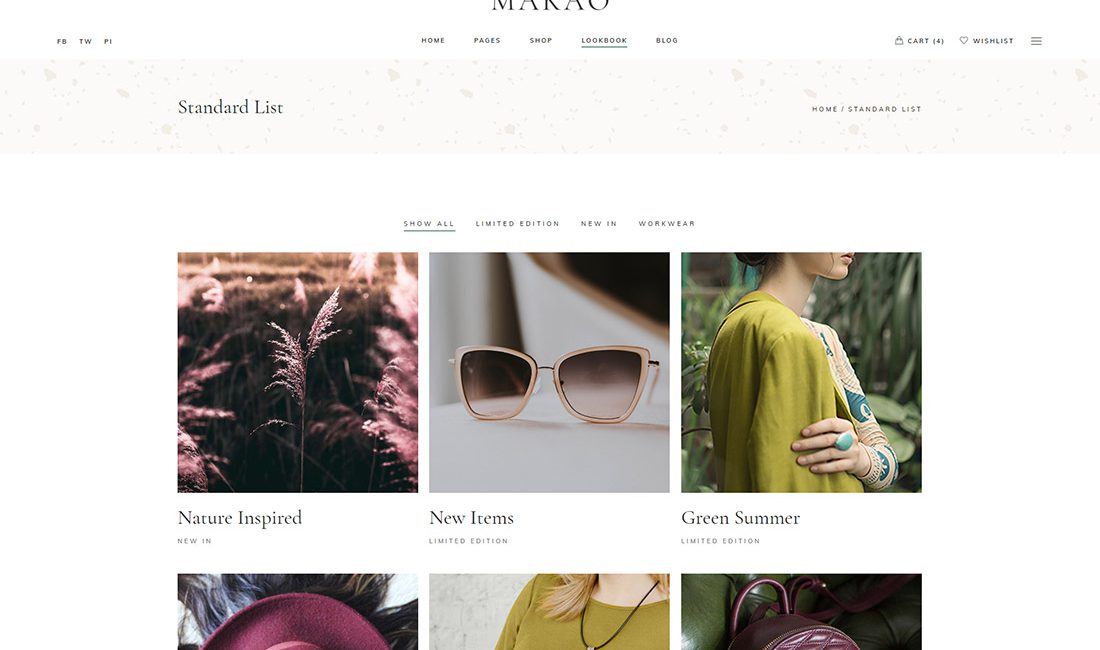 MAKAO
FB TW PI
HOME PAGES SHOP LOOKBOOK BLOG
CART (4) WISHLIST
Standard List
HOME / STANDARD LIST
SHOW ALL LIMITED EDITION NEW IN WORKWEAR
Nature Inspired
NEW IN
New Items
LIMITED EDITION
Green Summer
LIMITED EDITION